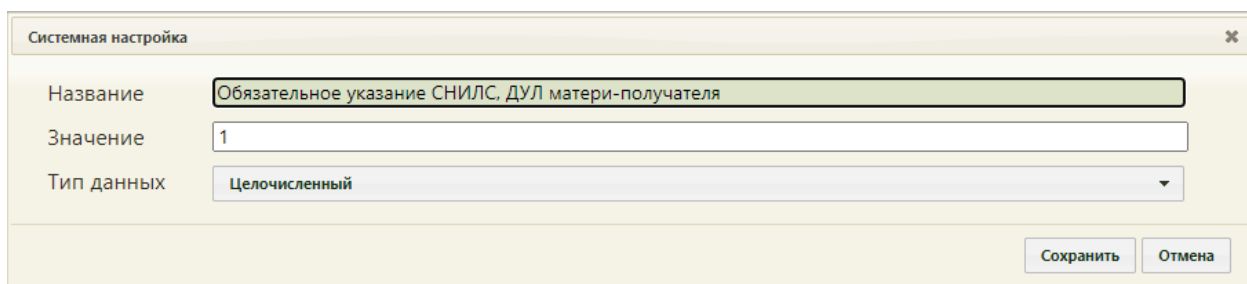 Системная настройка
Название Обязательное указание СНИЛС, ДУЛ матери-получателя
Значение 1
Тип данных Целочисленный
Сохранить Отмена